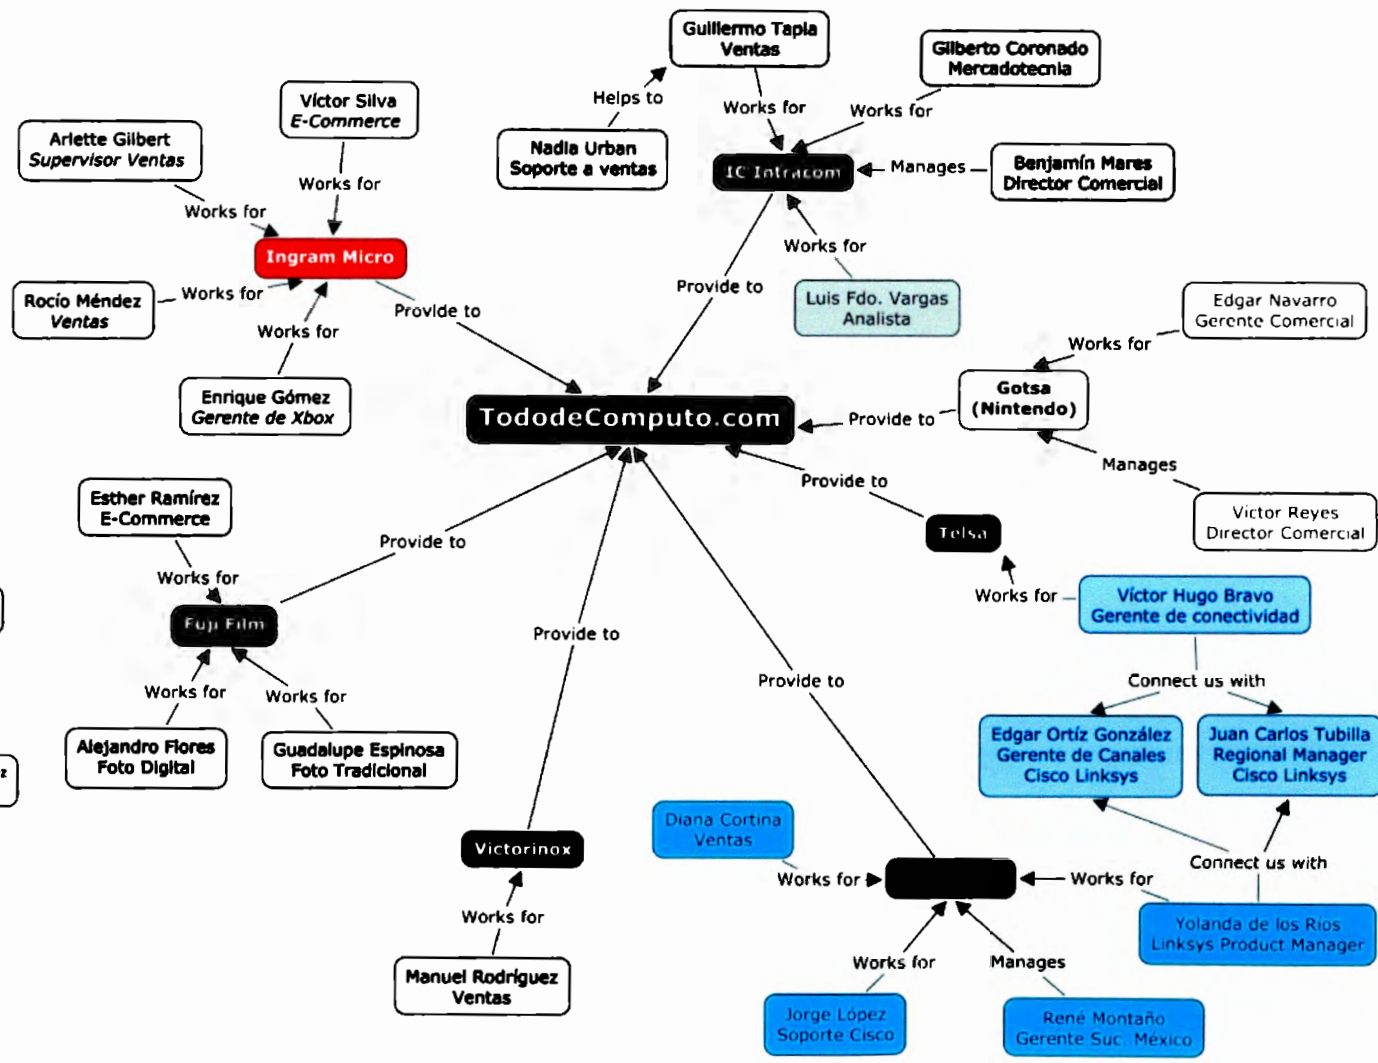 Guillermo Tapia
Ventas
Gilberto Coronado
Mercadotecnia
Víctor Silva
E-Commerce
Helps to
Works for
Works for
Arlette Gilbert
Supervisor Ventas
Nadia Urban
Soporte a ventas
IC Intracom
Manages
Benjamín Mares
Director Comercial
Works for
Works for
Ingram Micro
Works for
Provide to
Luis Fdo. Vargas
Analista
Rocío Méndez
Ventas
Works for
Provide to
Edgar Navarro
Gerente Comercial
Works for
Works for
Enrique Gómez
Gerente de Xbox
TododeComputo.com
Provide to
Gotsa
(Nintendo)
Manages
Provide to
Esther Ramírez
E-Commerce
Victor Reyes
Director Comercial
Telsa
Provide to
Works for
Works for
Víctor Hugo Bravo
Gerente de conectividad
Fuji Film
Provide to
Works for
Works for
Provide to
Connect us with
Alejandro Flores
Foto Digital
Guadalupe Espinosa
Foto Tradicional
Edgar Ortíz González
Gerente de Canales
Cisco Linksys
Juan Carlos Tubilla
Regional Manager
Cisco Linksys
z
Diana Cortina
Ventas
Victorinox
Connect us with
Works for
Works for
Works for
Yolanda de los Rios
Linksys Product Manager
Manuel Rodríguez
Ventas
Works for
Manages
Jorge López
Soporte Cisco
René Montaño
Gerente Suc. México